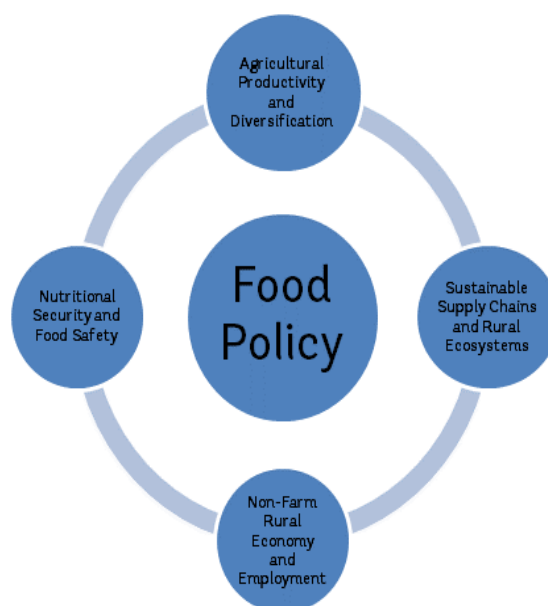 Agricultural
Productivity
and
Diversification
Food
Policy
Nutritional
Security and
Food Safety
Sustainable
Supply Chains
and Rural
Ecosystems
Non-Farm
Rural
Economy
and
Employment